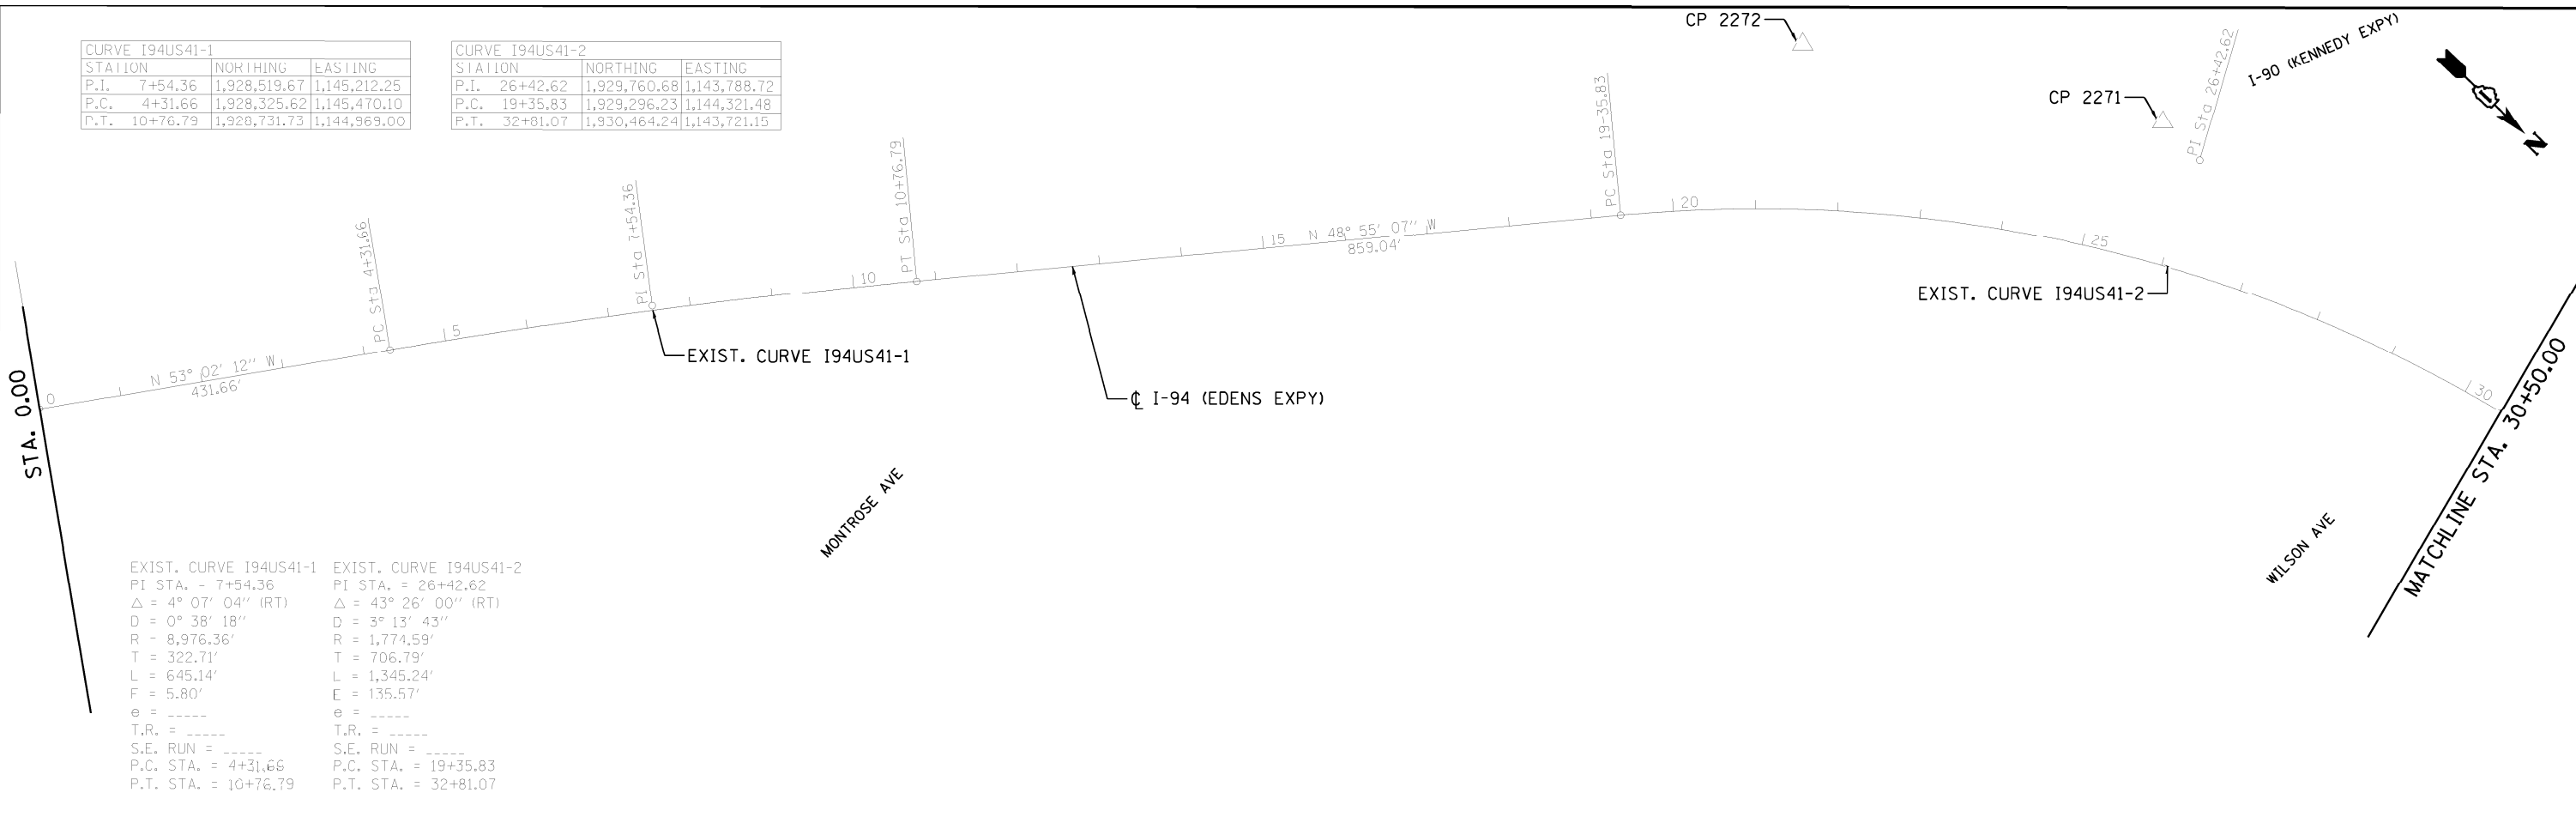 CP 2272
I-90 (KENNEDY EXPY)
CP 2271
PI Sta 26+42.62
N
CURVE I94US41-1
STATION NORTHING EASTING
P.I. 7+54.36 1,928,519.67 1,145,212.25
P.C. 4+31.66 1,928,325.62 1,145,470.10
P.T. 10+76.79 1,928,731.73 1,144,969.00
CURVE I94US41-2
STATION NORTHING EASTING
P.I. 26+42.62 1,929,760.68 1,143,788.72
P.C. 19+35.83 1,929,296.23 1,144,321.48
P.T. 32+81.07 1,930,464.24 1,143,721.15
PC Sta 4+31.66
PI Sta 7+54.36
PT Sta 10+76.79
PC Sta 19+35.83
0
N 53° 02' 12" W
431.66'
5
10
15
N 48° 55' 07" W
859.04'
20
25
30
EXIST. CURVE I94US41-1
EXIST. CURVE I94US41-2
℄ I-94 (EDENS EXPY)
STA. 0.00
MATCHLINE STA. 30+50.00
MONTROSE AVE
WILSON AVE
EXIST. CURVE I94US41-1
PI STA. = 7+54.36
△ = 4° 07' 04" (RT)
D = 0° 38' 18"
R = 8,976.36'
T = 322.71'
L = 645.14'
E = 5.80'
e = _____
T.R. = _____
S.E. RUN = _____
P.C. STA. = 4+31.66
P.T. STA. = 10+76.79
EXIST. CURVE I94US41-2
PI STA. = 26+42.62
△ = 43° 26' 00" (RT)
D = 3° 13' 43"
R = 1,774.59'
T = 706.79'
L = 1,345.24'
E = 135.57'
e = _____
T.R. = _____
S.E. RUN = _____
P.C. STA. = 19+35.83
P.T. STA. = 32+81.07